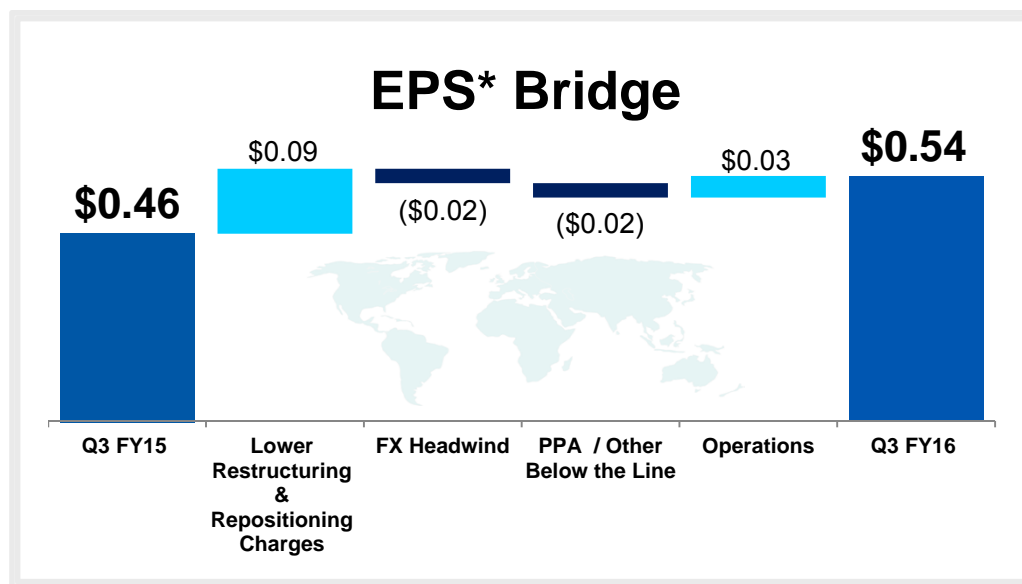 EPS* Bridge
$0.46
$0.09
($0.02)
($0.02)
$0.03
$0.54
Q3 FY15
Lower
Restructuring
&
Repositioning
Charges
FX Headwind
PPA / Other
Below the Line
Operations
Q3 FY16